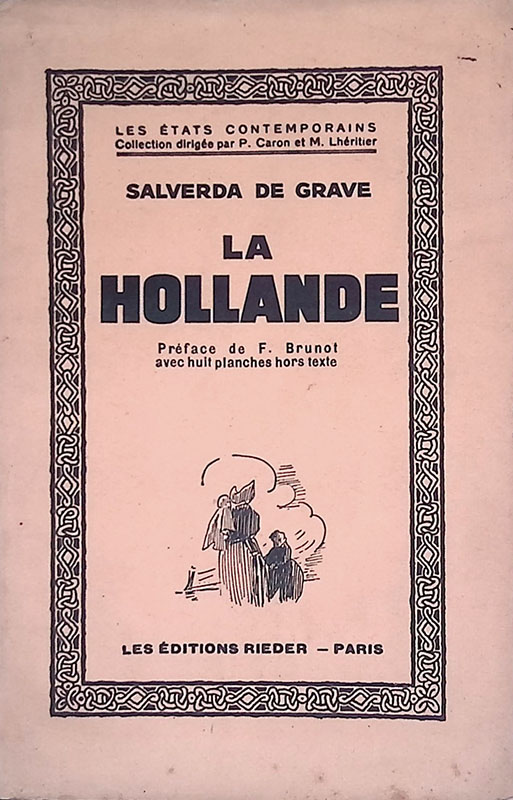 LES ÉTATS CONTEMPORAINS
Collection dirigée par P. Caron et M. Lhéritier
SALVERDA DE GRAVE
LA
HOLLANDE
Préface de F. Brunot
avec huit planches hors texte
LES ÉDITIONS RIEDER — PARIS